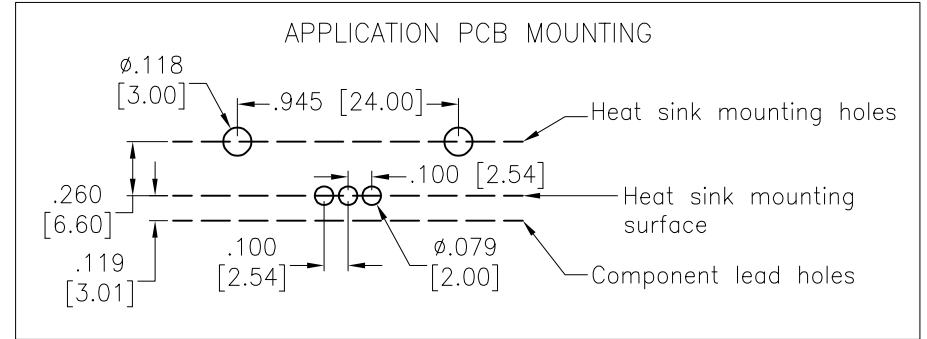 APPLICATION PCB MOUNTING
ø.118
[3.00]
.945 [24.00]
Heat sink mounting holes
.100 [2.54]
.260
[6.60]
Heat sink mounting
surface
.119
[3.01]
.100
[2.54]
ø.079
[2.00]
Component lead holes